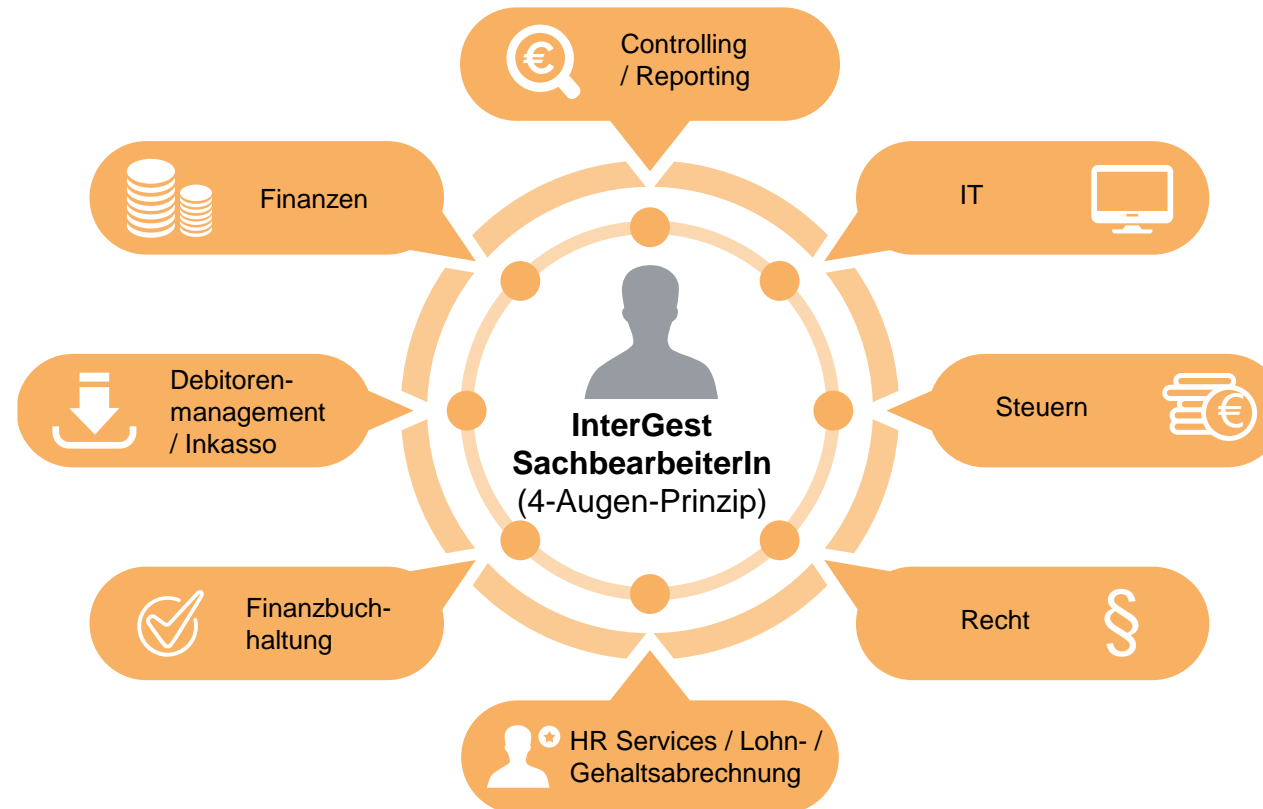 Controlling
/ Reporting
Finanzen
IT
Debitoren-
management
/ Inkasso
InterGest
SachbearbeiterIn
(4-Augen-Prinzip)
Steuern
€
Finanzbuch-
haltung
Recht
§
HR Services / Lohn- /
Gehaltsabrechnung
€